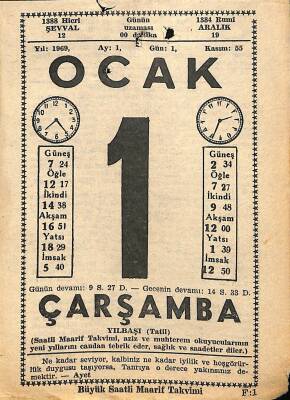 1388 Hicri
ŞEVVAL
12
Günün
uzaması
00 dakika
1384 Rumî
ARALIK
19
Yıl: 1969, Ay: 1, Gün: 1, Kasım: 55
OCAK
1
Güneş
7 24
Öğle
12 17
İkindi
14 38
Akşam
16 51
Yatsı
18 29
İmsak
5 40
Güneş
2 34
Öğle
7 27
İkindi
9 48
Akşam
12 00
Yatsı
1 39
İmsak
12 50
Günün devamı: 9 S. 27 D. — Gecenin devamı: 14 S. 33 D.
ÇARŞAMBA
YILBAŞI (Tatil)
(Saatli Maarif Takvimi, aziz ve muhterem okuyucularının
yeni yıllarını candan tebrik eder, sağlık ve saadetler diler.)
Ne kadar seviyor, kalbiniz ne kadar iyilik ve hoşgörür-
lük duygusu taşıyorsa, Tanrıya o derece yakınsınız de-
mektir. — Ayet
Büyük Saatli Maarif Takvimi F:1